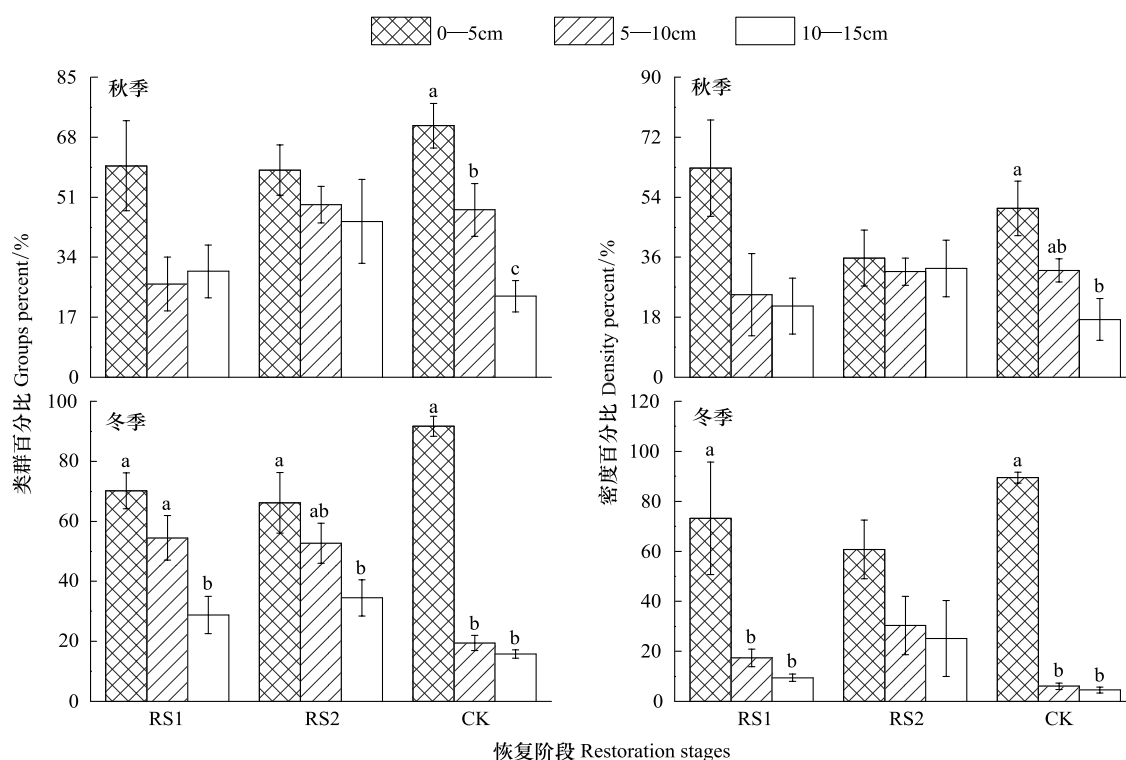 0—5cm 5—10cm 10—15cm
类群百分比 Groups percent/%
秋季
85
68
51
34
17
0
a
b
c
密度百分比 Density percent/%
秋季
90
72
54
36
18
0
a
ab
b
冬季
100
80
60
40
20
0
a
a
b
a
ab
b
a
b
b
RS1 RS2 CK
冬季
120
100
80
60
40
20
0
a
b
b
a
b
b
RS1 RS2 CK
恢复阶段 Restoration stages